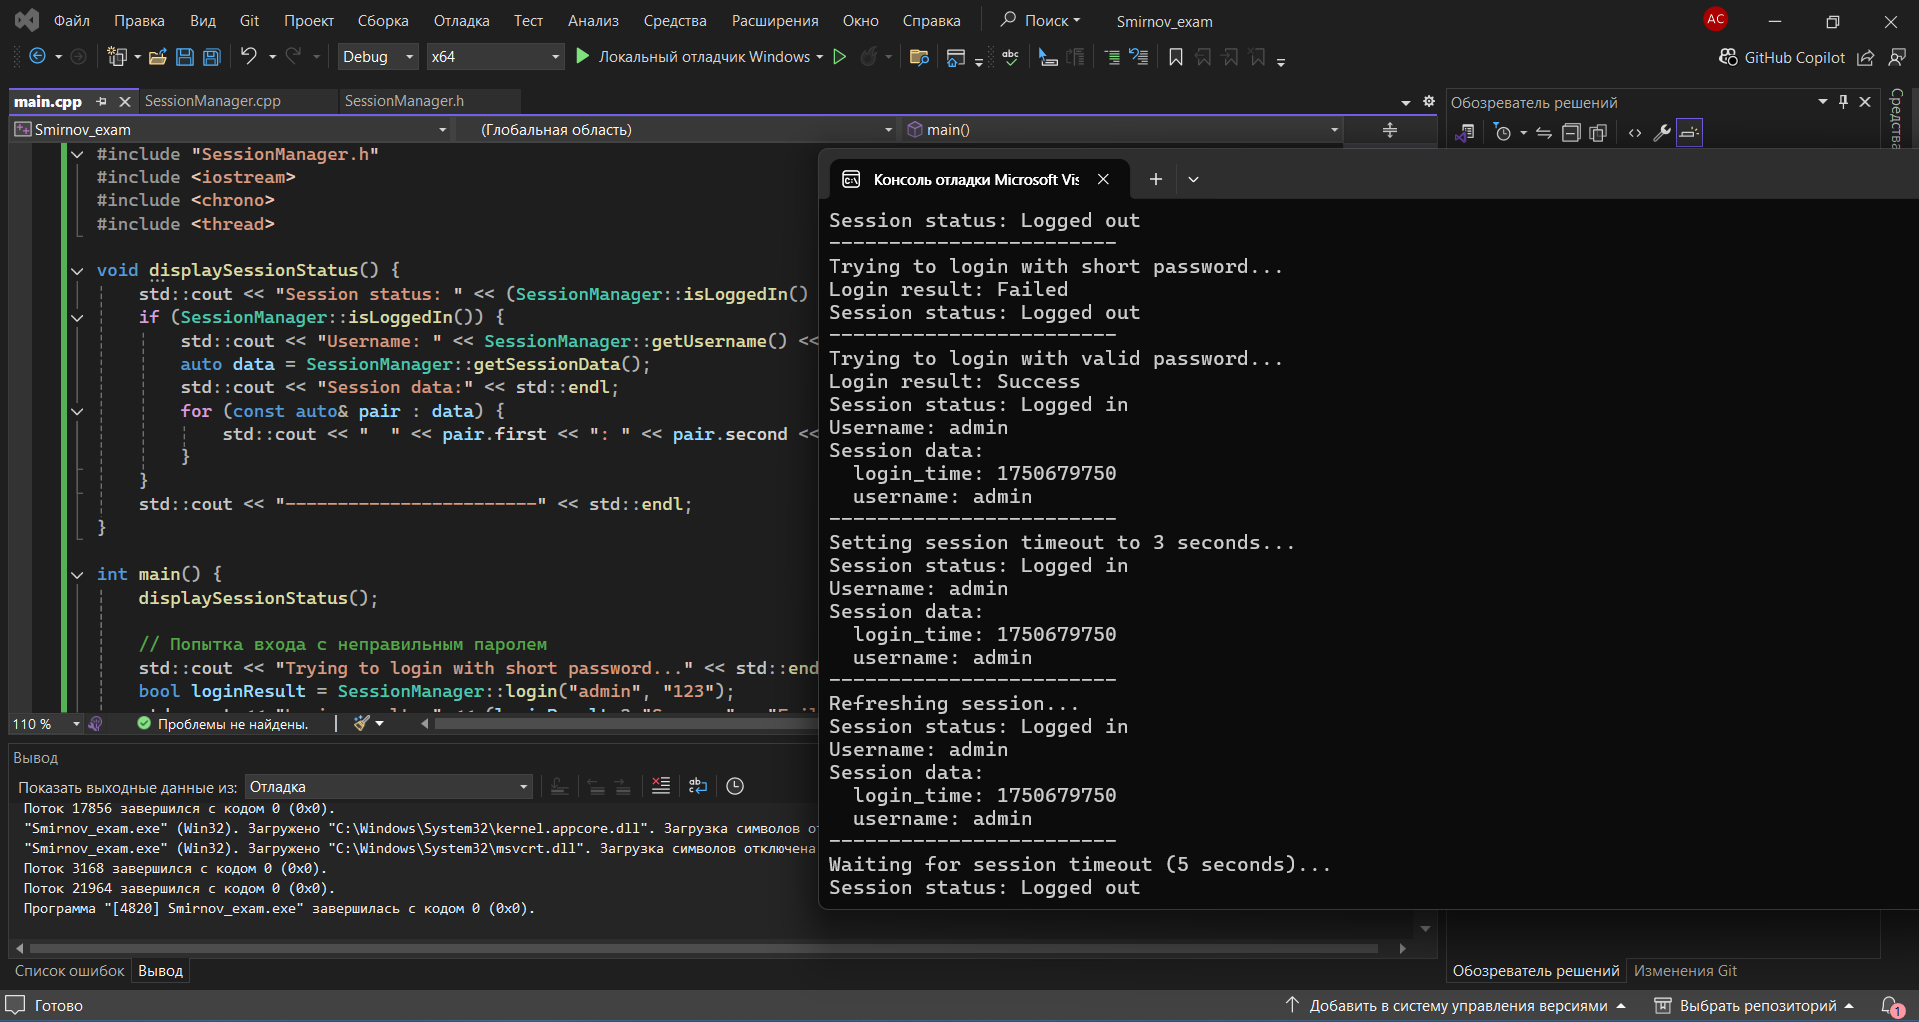 Файл Правка Вид Git Проект Сборка Отладка Тест Анализ Средства Расширения Окно Справка Поиск Smirnov_exam AC
Debug x64 Локальный отладчик Windows abc GitHub Copilot
main.cpp SessionManager.cpp SessionManager.h
Smirnov_exam (Глобальная область) main()
#include "SessionManager.h"
#include <iostream>
#include <chrono>
#include <thread>
void displaySessionStatus() {
std::cout << "Session status: " << (SessionManager::isLoggedIn()
if (SessionManager::isLoggedIn()) {
std::cout << "Username: " << SessionManager::getUsername() <<
auto data = SessionManager::getSessionData();
std::cout << "Session data:" << std::endl;
for (const auto& pair : data) {
std::cout << "  " << pair.first << ": " << pair.second <<
}
}
std::cout << "------------------------" << std::endl;
}
int main() {
displaySessionStatus();
// Попытка входа с неправильным паролем
std::cout << "Trying to login with short password..." << std::end
bool loginResult = SessionManager::login("admin", "123");
110 % Проблемы не найдены.
Вывод
Показать выходные данные из: Отладка
Поток 17856 завершился с кодом 0 (0x0).
"Smirnov_exam.exe" (Win32). Загружено "C:\Windows\System32\kernel.appcore.dll". Загрузка символов от
"Smirnov_exam.exe" (Win32). Загружено "C:\Windows\System32\msvcrt.dll". Загрузка символов отключена
Поток 3168 завершился с кодом 0 (0x0).
Поток 21964 завершился с кодом 0 (0x0).
Программа "[4820] Smirnov_exam.exe" завершилась с кодом 0 (0x0).
Список ошибок Вывод
Готово
Обозреватель решений
Средства
Консоль отладки Microsoft Vis
Session status: Logged out
------------------------
Trying to login with short password...
Login result: Failed
Session status: Logged out
------------------------
Trying to login with valid password...
Login result: Success
Session status: Logged in
Username: admin
Session data:
login_time: 1750679750
username: admin
------------------------
Setting session timeout to 3 seconds...
Session status: Logged in
Username: admin
Session data:
login_time: 1750679750
username: admin
------------------------
Refreshing session...
Session status: Logged in
Username: admin
Session data:
login_time: 1750679750
username: admin
------------------------
Waiting for session timeout (5 seconds)...
Session status: Logged out
Обозреватель решений Изменения Git
Добавить в систему управления версиями Выбрать репозиторий 1